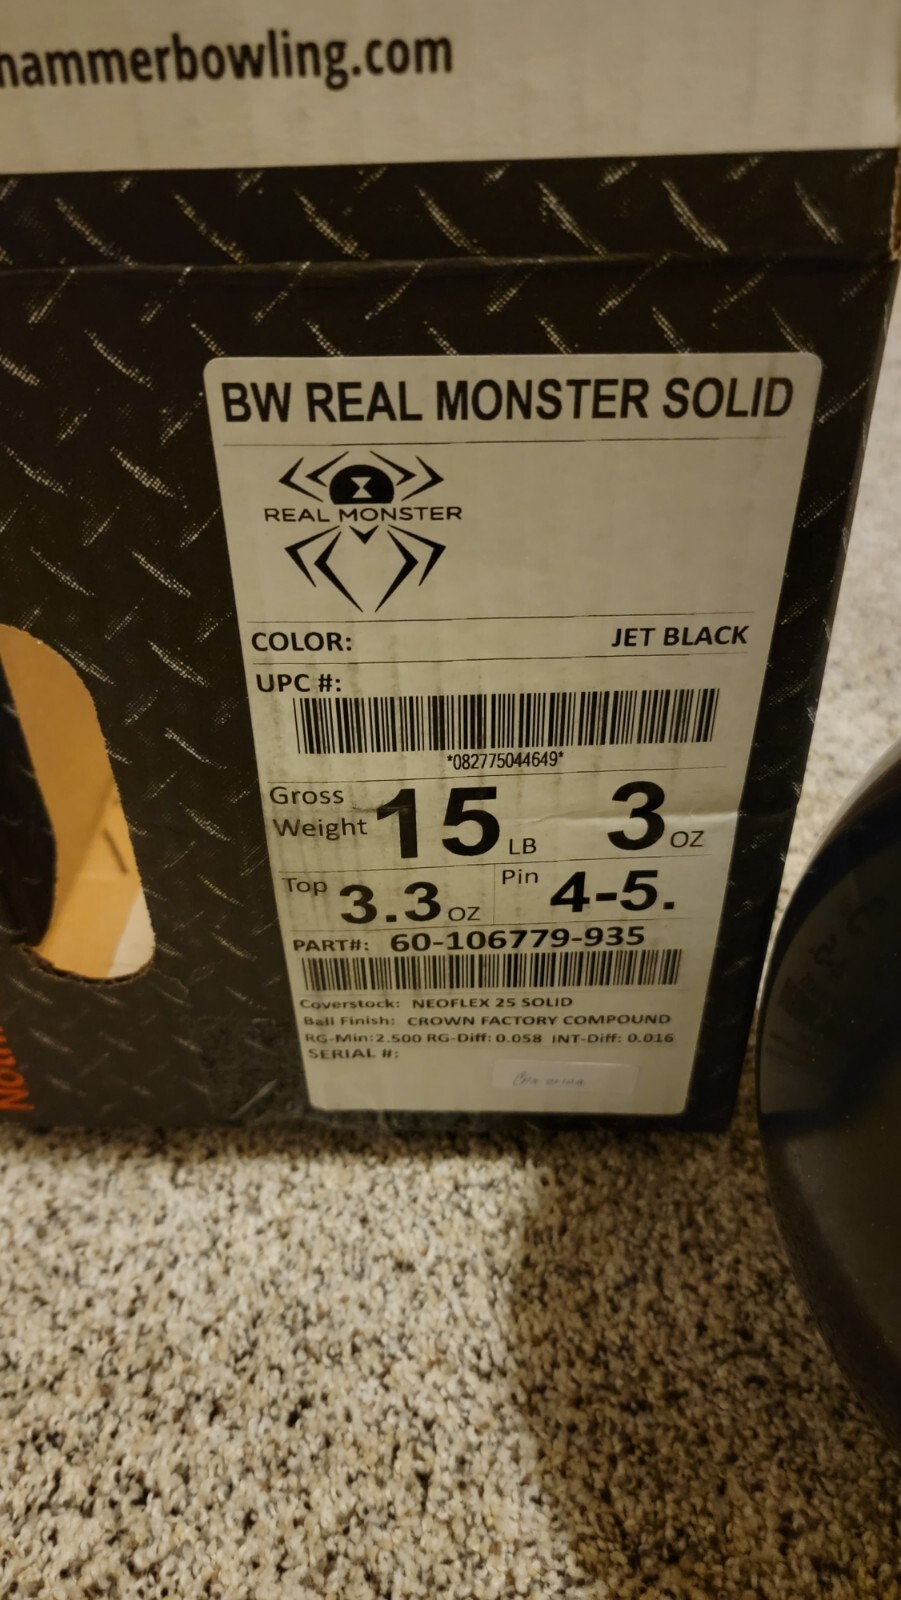 hammerbowling.com
BW REAL MONSTER SOLID
REAL MONSTER
COLOR: JET BLACK
UPC #:
*082775044649*
Gross Weight 15 LB 3 OZ
Top 3.3 OZ Pin 4-5.
PART#: 60-106779-935
Coverstock: NEOFLEX 25 SOLID
Ball Finish: CROWN FACTORY COMPOUND
RG-Min:2.500 RG-Diff: 0.058 INT-Diff: 0.016
SERIAL #: